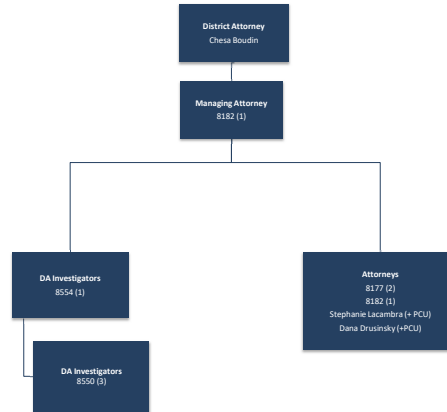 District Attorney
Chesa Boudin
Managing Attorney
8182 (1)
DA Investigators
8554 (1)
DA Investigators
8550 (3)
Attorneys
8177 (2)
8182 (1)
Stephanie Lacambra (+ PCU)
Dana Drusinsky (+PCU)